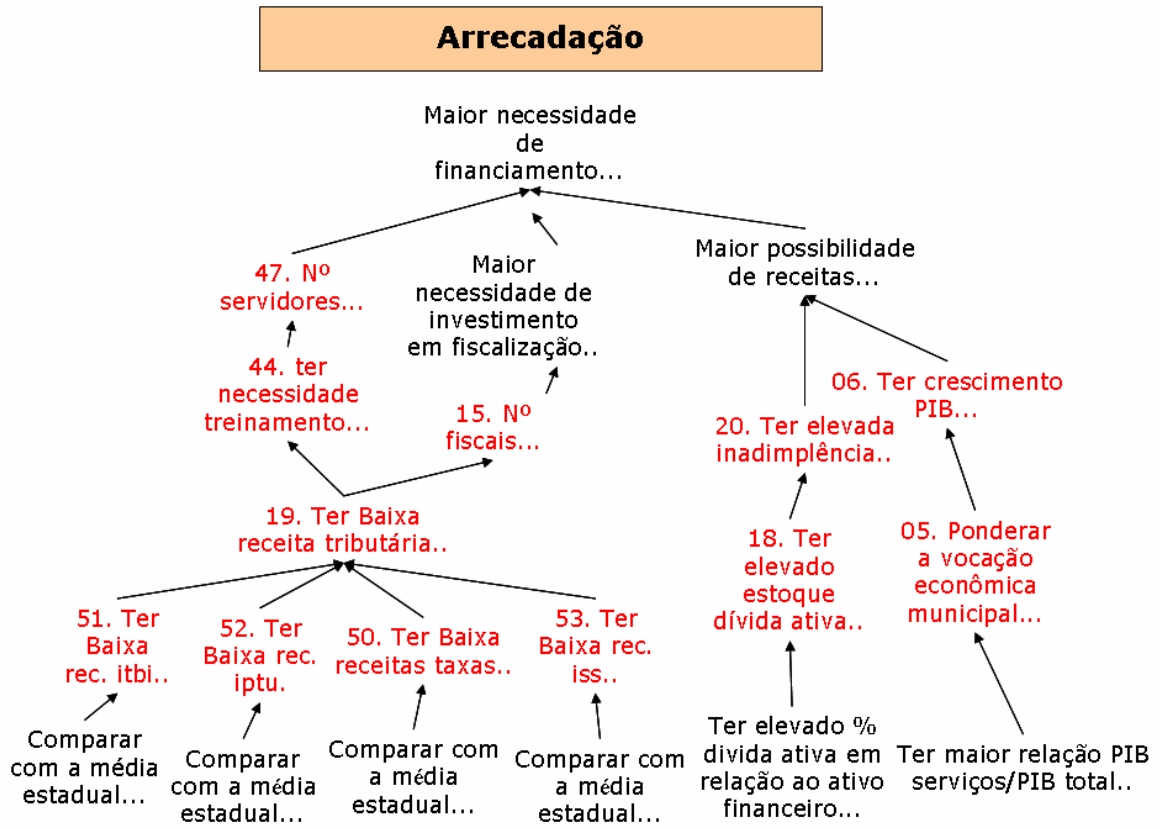 Arrecadação
Maior necessidade
de
financiamento...
Maior possibilidade
de receitas...
47. Nº
servidores...
Maior
necessidade de
investimento
em fiscalização..
44. ter
necessidade
treinamento...
15. Nº
fiscais...
06. Ter crescimento
PIB...
20. Ter elevada
inadimplência..
19. Ter Baixa
receita tributária..
18. Ter
elevado
estoque
dívida ativa..
05. Ponderar
a vocação
econômica
municipal...
51. Ter
Baixa
rec. itbi..
52. Ter
Baixa rec.
iptu.
50. Ter Baixa
receitas taxas..
53. Ter
Baixa rec.
iss..
Comparar
com a média
estadual...
Comparar
com a média
estadual...
Comparar com
a média
estadual...
Comparar com
a média
estadual...
Ter elevado %
divida ativa em
relação ao ativo
financeiro...
Ter maior relação PIB
serviços/PIB total..